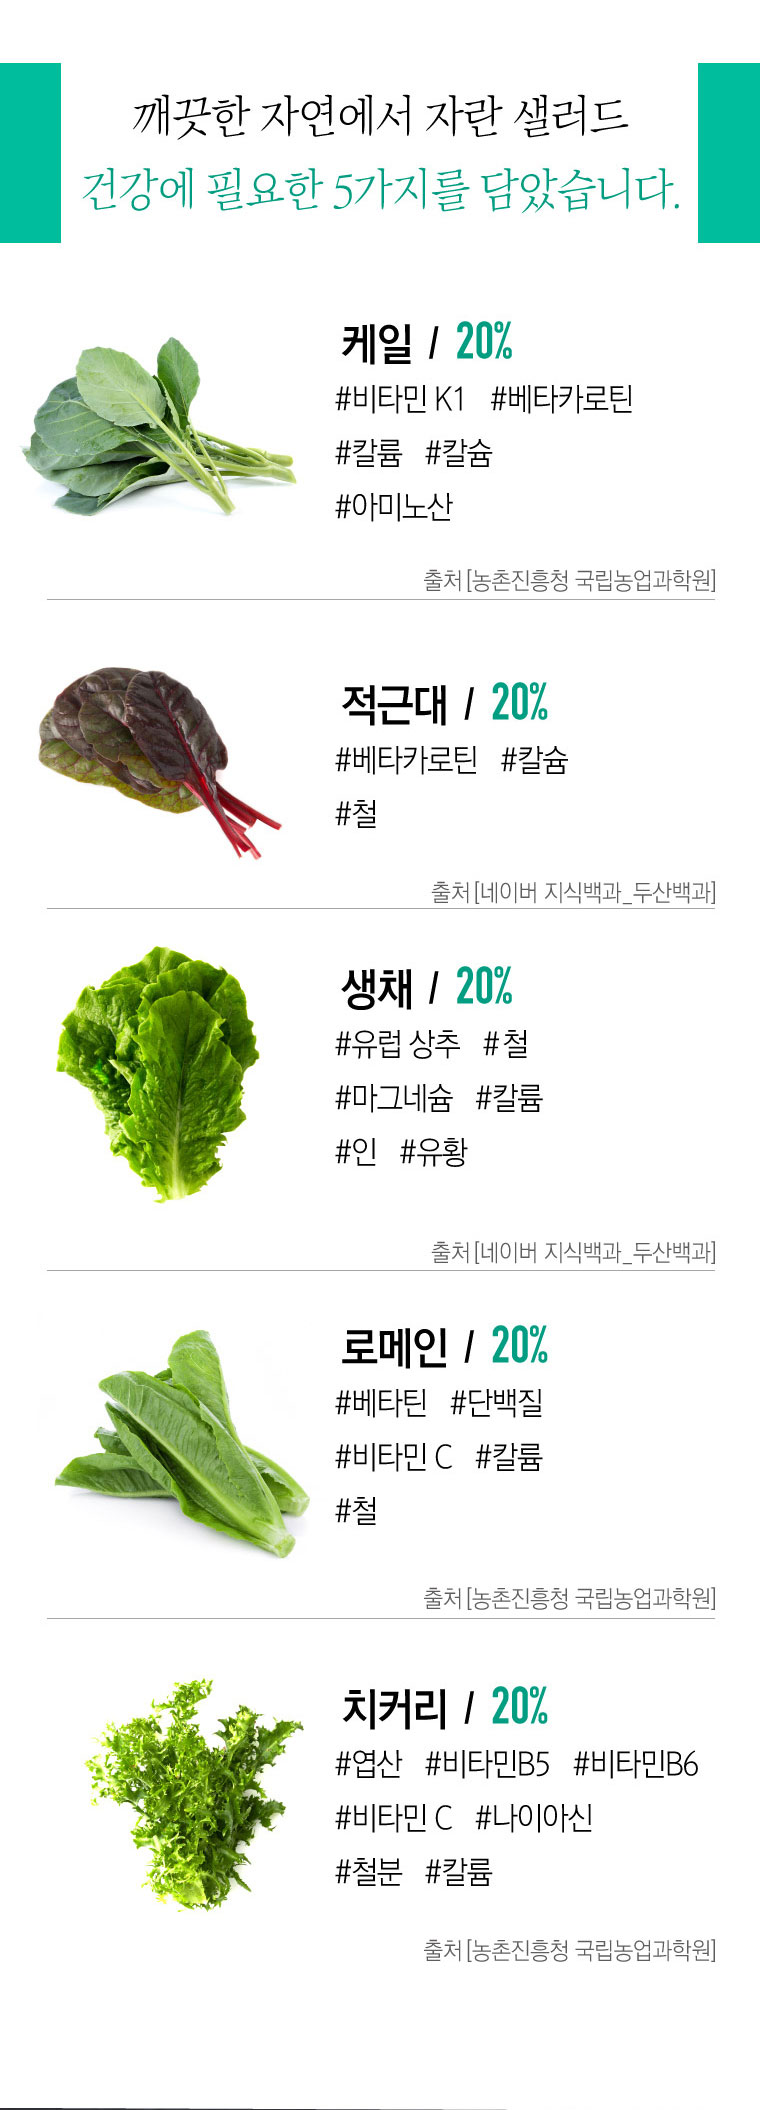 깨끗한 자연에서 자란 샐러드
건강에 필요한 5가지를 담았습니다.
케일 / 20%
#비타민 K1 #베타카로틴
#칼륨 #칼슘
#아미노산
출처 [농촌진흥청 국립농업과학원]
적근대 / 20%
#베타카로틴 #칼슘
#철
출처 [네이버 지식백과_두산백과]
생채 / 20%
#유럽 상추 # 철
#마그네슘 #칼륨
#인 #유황
출처 [네이버 지식백과_두산백과]
로메인 / 20%
#베타틴 #단백질
#비타민 C #칼륨
#철
출처 [농촌진흥청 국립농업과학원]
치커리 / 20%
#엽산 #비타민B5 #비타민B6
#비타민 C #나이아신
#철분 #칼륨
출처 [농촌진흥청 국립농업과학원]